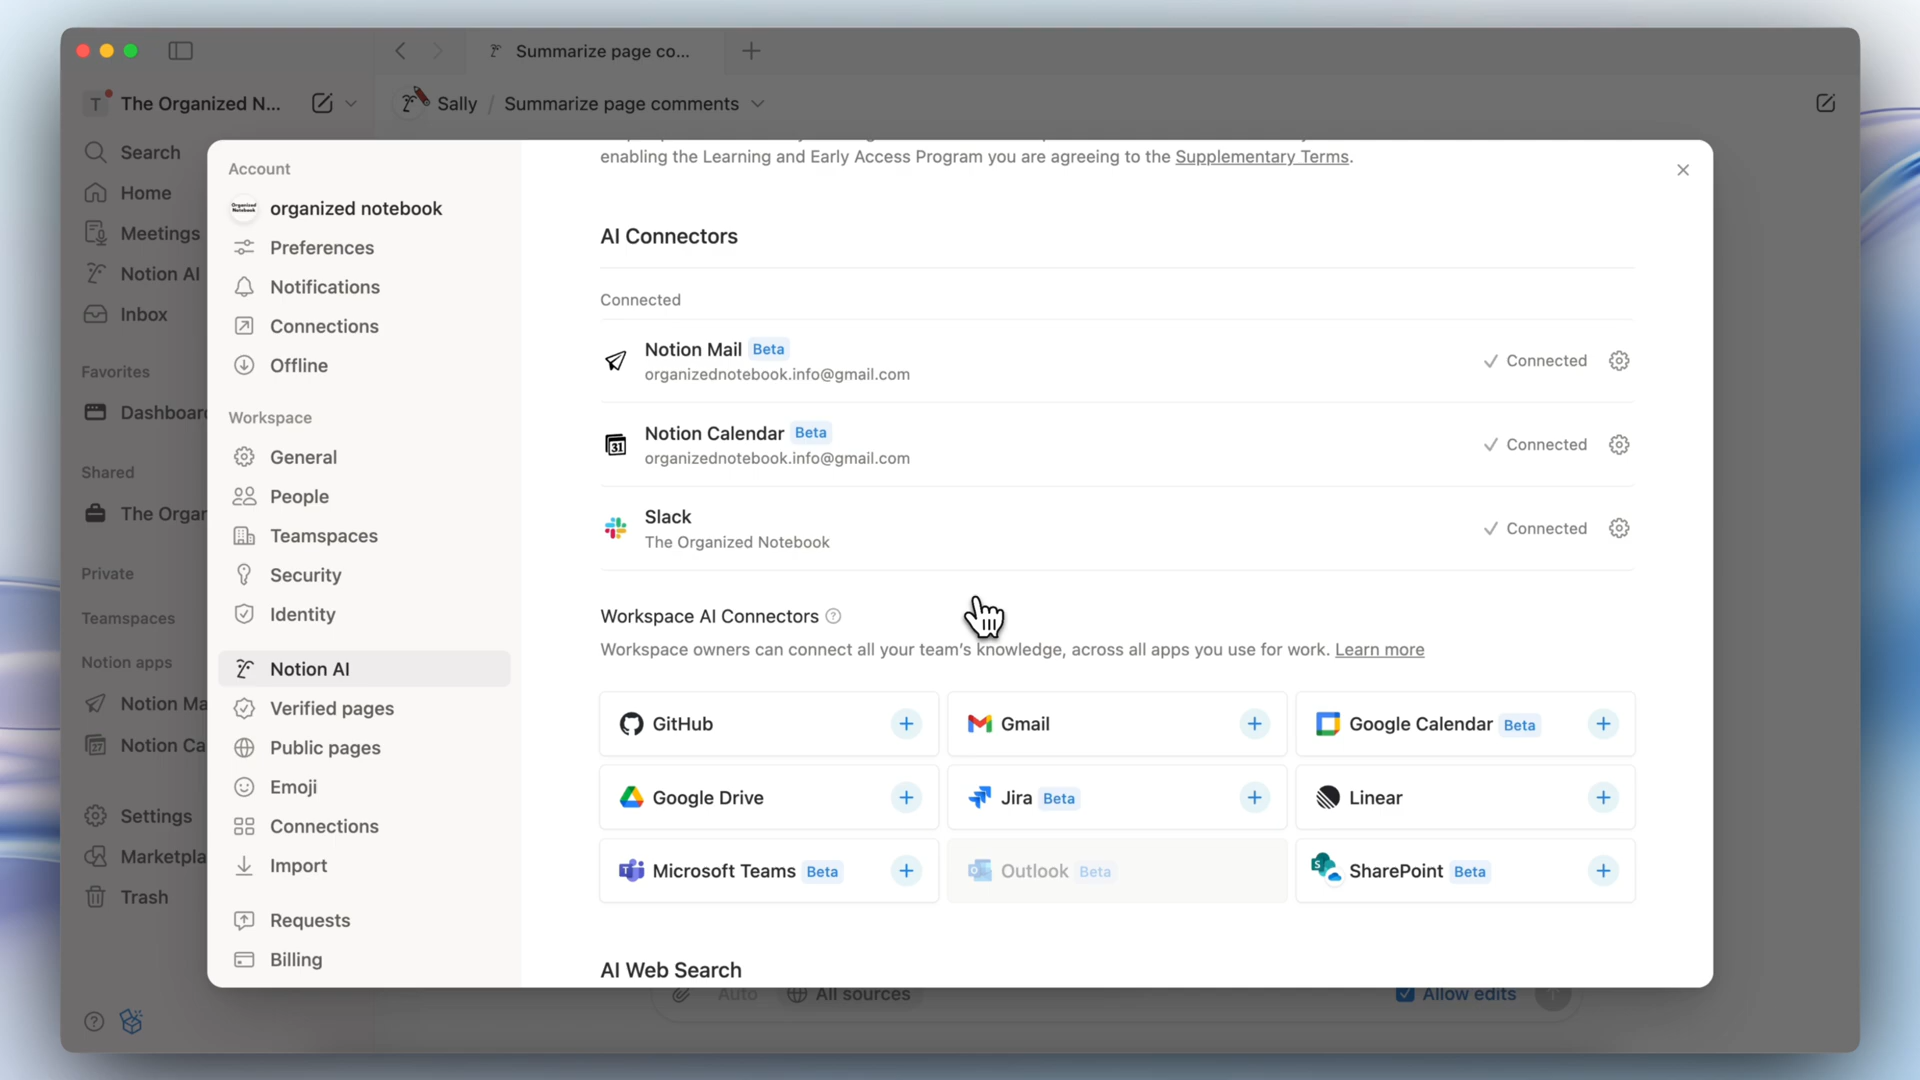 Summarize page co...
T
The Organized N...
Sally / Summarize page comments
Search
Home
Meetings
Notion AI
Inbox
Favorites
Dashboar
Shared
The Orgar
Private
Teamspaces
Notion apps
Notion Ma
Notion Ca
27
Settings
Marketpla
Trash
Account
Organized Notebook
organized notebook
Preferences
Notifications
Connections
Offline
Workspace
General
People
Teamspaces
Security
Identity
Notion AI
Verified pages
Public pages
Emoji
Connections
Import
Requests
Billing
enabling the Learning and Early Access Program you are agreeing to the Supplementary Terms.
AI Connectors
Connected
Notion Mail Beta
organizednotebook.info@gmail.com
Connected
31
Notion Calendar Beta
organizednotebook.info@gmail.com
Connected
Slack
The Organized Notebook
Connected
Workspace AI Connectors
Workspace owners can connect all your team's knowledge, across all apps you use for work. Learn more
GitHub
Gmail
Google Calendar Beta
Google Drive
Jira Beta
Linear
Microsoft Teams Beta
Outlook Beta
SharePoint Beta
AI Web Search
Auto
All sources
Allow edits